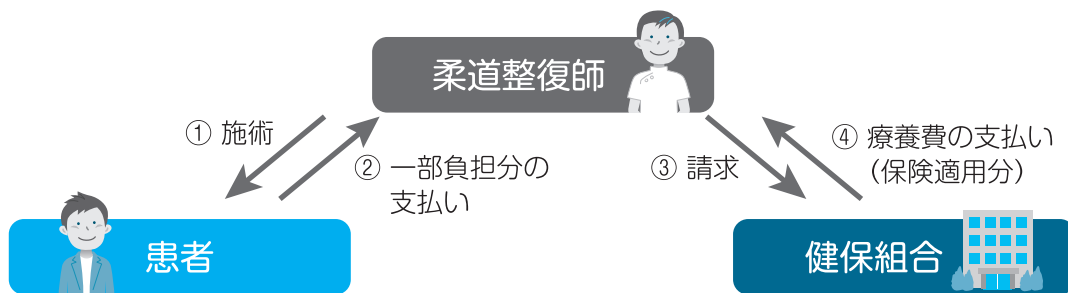 柔道整復師
① 施術
② 一部負担分の
支払い
③ 請求
④ 療養費の支払い
（保険適用分）
患者
健保組合